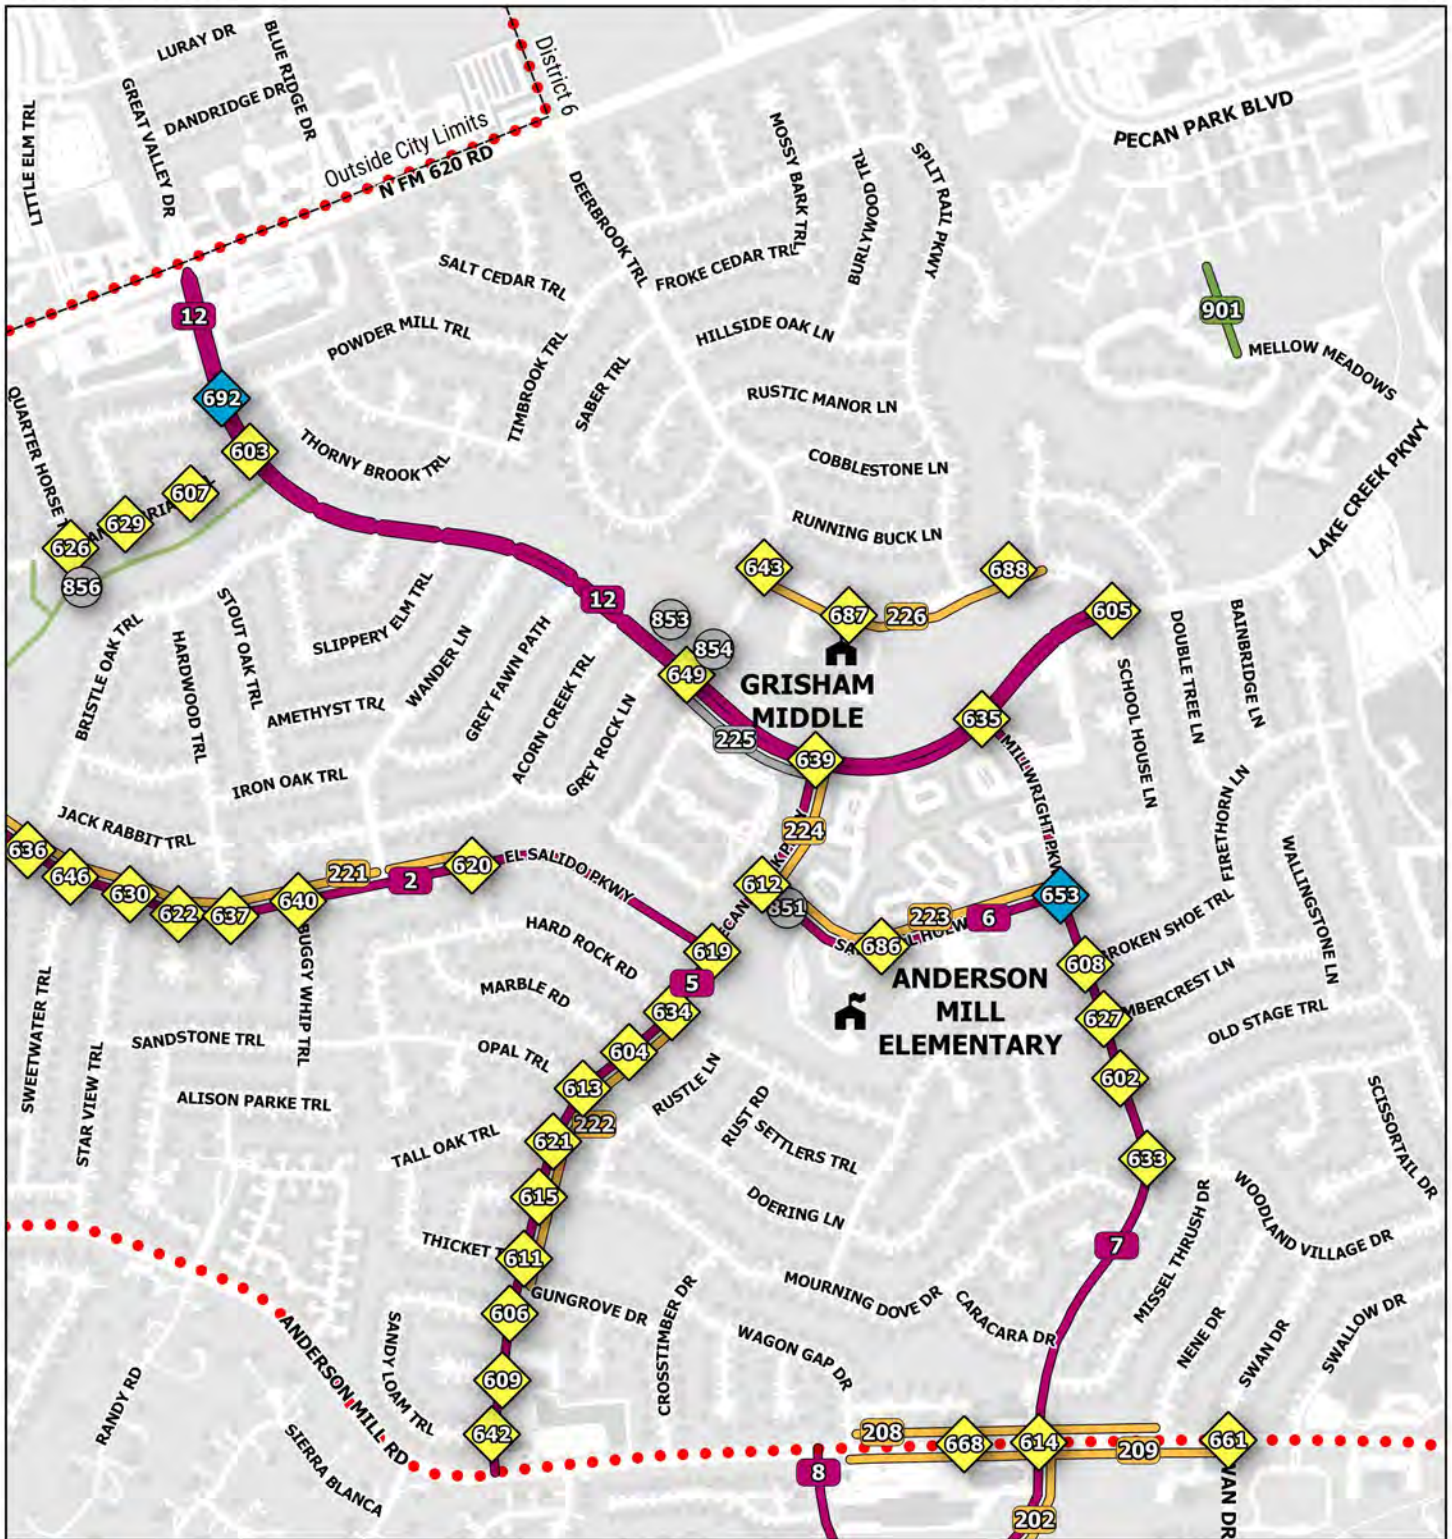 LURAY DR
BLUE RIDGE DR
District 6
DANDRIDGE DR
GREAT VALLEY DR
LITTLE ELM TRL
Outside City Limits
N FM 620 RD
PECAN PARK BLVD
MOSSY BARK TRL
BURLYWOOD TRL
SPLIT RAIL PKWY
DEERBROOK TRL
FROKE CEDAR TRL
SALT CEDAR TRL
12
901
POWDER MILL TRL
HILLSIDE OAK LN
MELLOW MEADOWS
TIMBROOK TRL
SABER TRL
692
RUSTIC MANOR LN
QUARTER HORSE T
603
THORNY BROOK TRL
COBBLESTONE LN
LAKE CREEK PKWY
607
629
626
RUNNING BUCK LN
856
643
688
12
853
687
226
605
854
649
GRISHAM
MIDDLE
STOUT OAK TRL
SLIPPERY ELM TRL
BRISTLE OAK TRL
HARDWOOD TRL
WANDER LN
GREY FAWN PATH
ACORN CREEK TRL
GREY ROCK LN
AMETHYST TRL
DOUBLE TREE LN
BAINBRIDGE LN
SCHOOL HOUSE LN
635
225
639
MILLWRIGHT PKW
IRON OAK TRL
JACK RABBIT TRL
224
FIRETHORN LN
WALLINGSTONE LN
636
646
630
622
637
640
221
2
620
EL SALIDO PKWY
612
851
653
223
6
686
619
608
ROKEN SHOE TRL
HARD ROCK RD
BUGGY WHIP TRL
5
ANDERSON
MILL
ELEMENTARY
MARBLE RD
634
627
MBERCREST LN
OLD STAGE TRL
SWEETWATER TRL
STAR VIEW TRL
SANDSTONE TRL
OPAL TRL
604
613
RUSTLE LN
602
ALISON PARKE TRL
222
621
TALL OAK TRL
RUST RD
SETTLERS TRL
633
SCISSORTAIL DR
615
DOERING LN
WOODLAND VILLAGE DR
MISSEL THRUSH DR
THICKET T
611
7
606
GUNGROVE DR
MOURNING DOVE DR
CARACARA DR
CROSSTIMBER DR
WAGON GAP DR
NENE DR
SWAN DR
SWALLOW DR
ANDERSON MILL RD
SANDY LOAM TRL
609
RANDY RD
SIERRA BLANCA
642
208
668
614
209
661
8
202
WAN DR